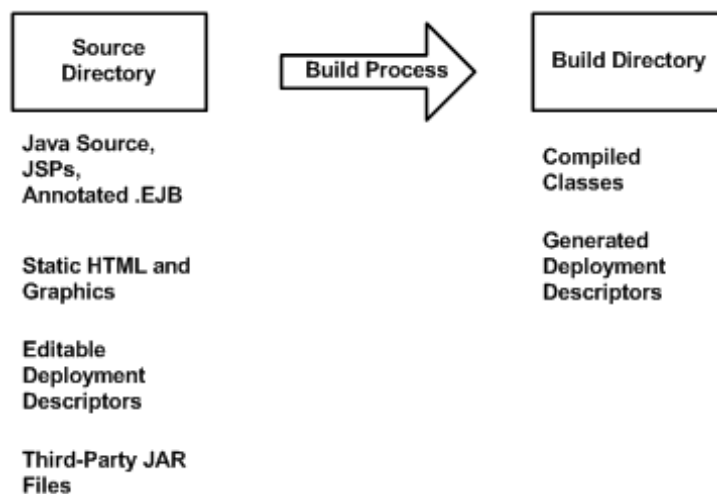 Source
Directory
Build Process
Build Directory
Java Source,
JSPs,
Annotated .EJB
Static HTML and
Graphics
Editable
Deployment
Descriptors
Third-Party JAR
Files
Compiled
Classes
Generated
Deployment
Descriptors